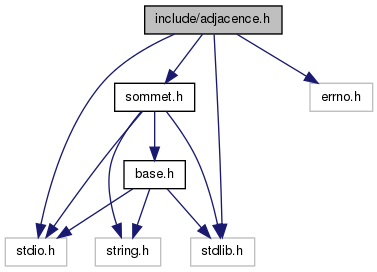 include/adjacence.h
sommet.h
errno.h
base.h
stdio.h
string.h
stdlib.h